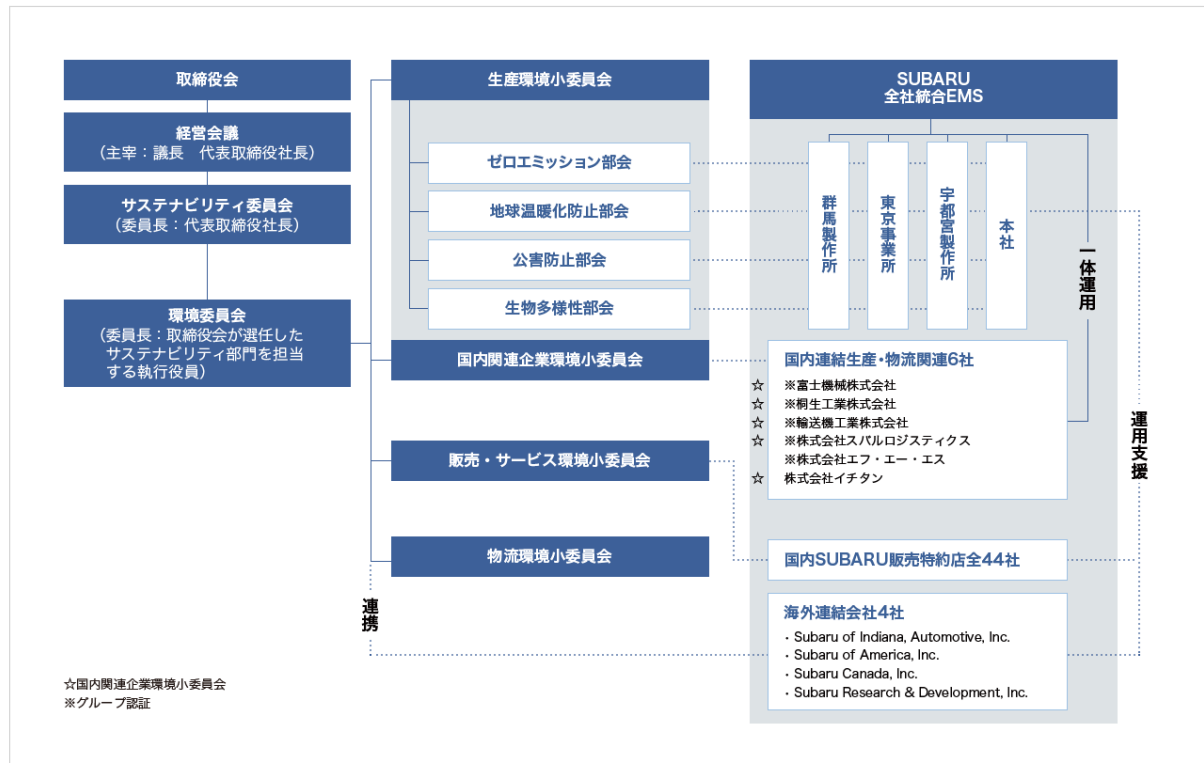 取締役会
経営会議
（主宰：議長　代表取締役社長）
サステナビリティ委員会
（委員長：代表取締役社長）
環境委員会
（委員長：取締役会が選任した
サステナビリティ部門を担当
する執行役員）
生産環境小委員会
ゼロエミッション部会
地球温暖化防止部会
公害防止部会
生物多様性部会
国内関連企業環境小委員会
販売・サービス環境小委員会
物流環境小委員会
連携
SUBARU
全社統合EMS
群馬製作所
東京事業所
宇都宮製作所
本社
一体運用
国内連結生産・物流関連6社
☆ ※富士機械株式会社
☆ ※桐生工業株式会社
☆ ※輸送機工業株式会社
☆ ※株式会社スバルロジスティクス
※株式会社エフ・エー・エス
☆ 株式会社イチタン
運用支援
国内SUBARU販売特約店全44社
海外連結会社4社
・Subaru of Indiana, Automotive, Inc.
・Subaru of America, Inc.
・Subaru Canada, Inc.
・Subaru Research & Development, Inc.
☆国内関連企業環境小委員会
※グループ認証